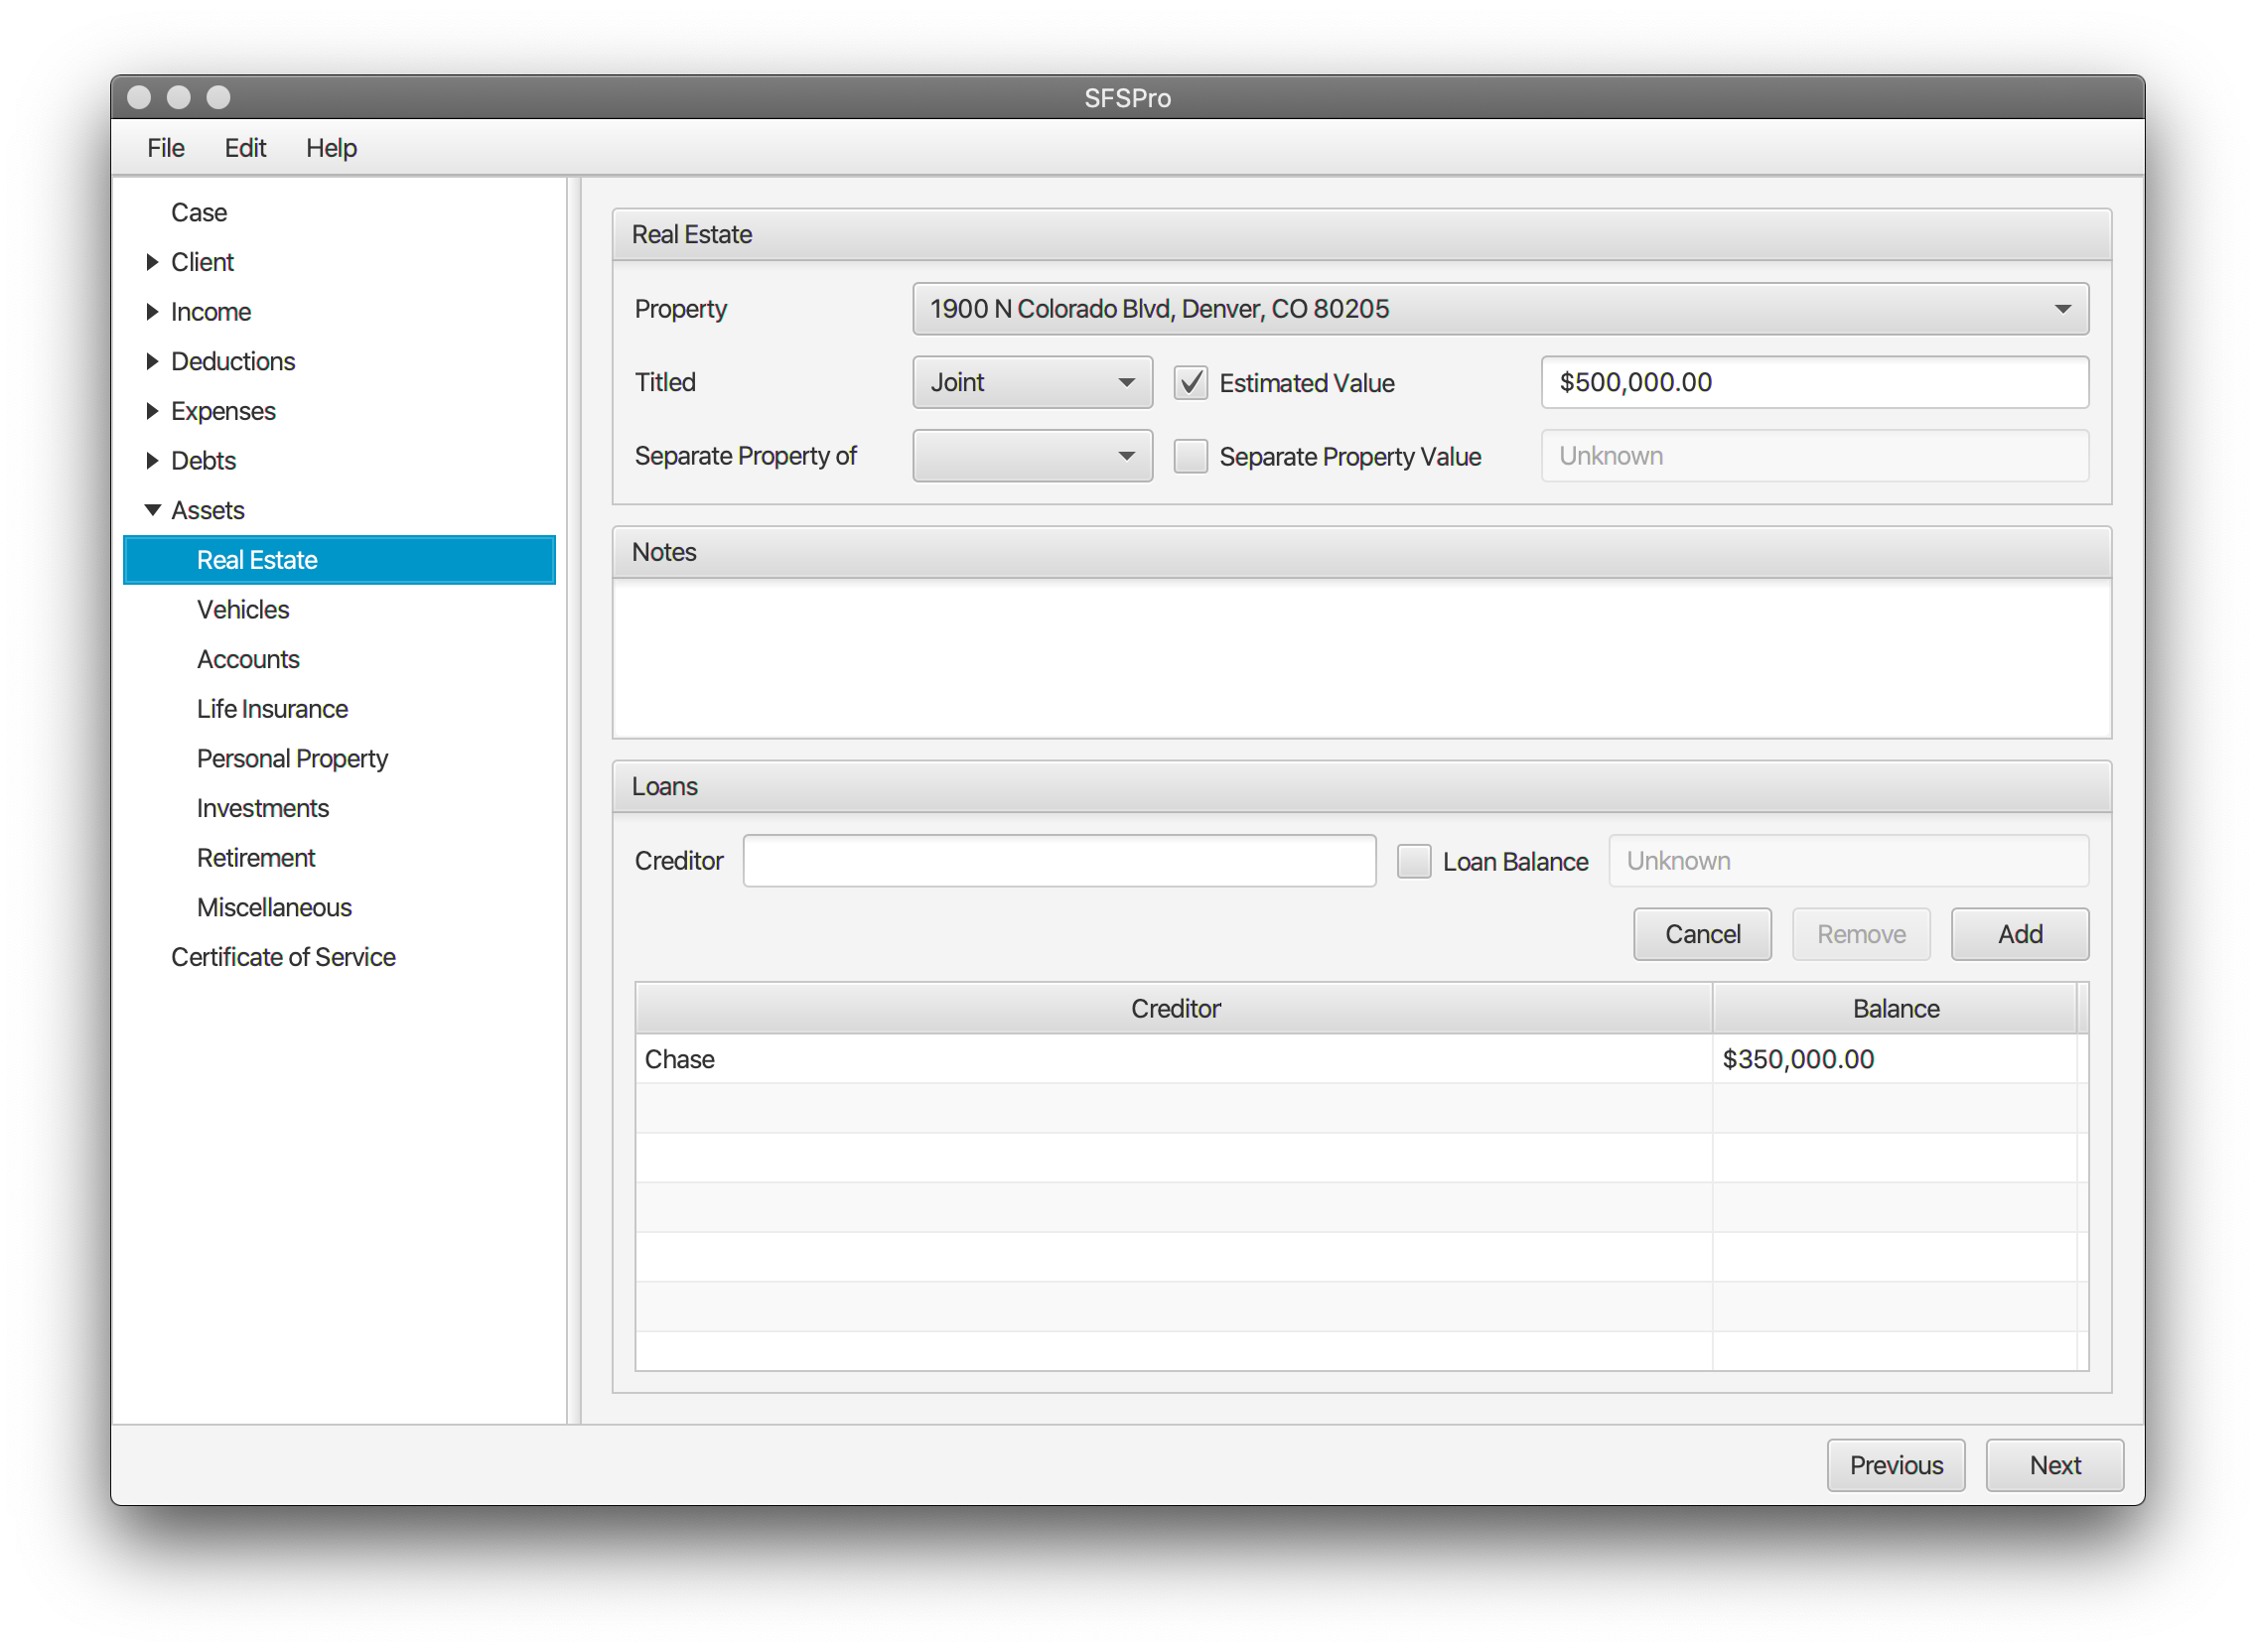 SFSPro
File Edit Help
Case
Client
Income
Deductions
Expenses
Debts
Assets
Real Estate
Vehicles
Accounts
Life Insurance
Personal Property
Investments
Retirement
Miscellaneous
Certificate of Service
Real Estate
Property 1900 N Colorado Blvd, Denver, CO 80205
Titled Joint Estimated Value $500,000.00
Separate Property of Separate Property Value Unknown
Notes
Loans
Creditor Loan Balance Unknown
Cancel Remove Add
Creditor Balance
Chase $350,000.00
Previous Next